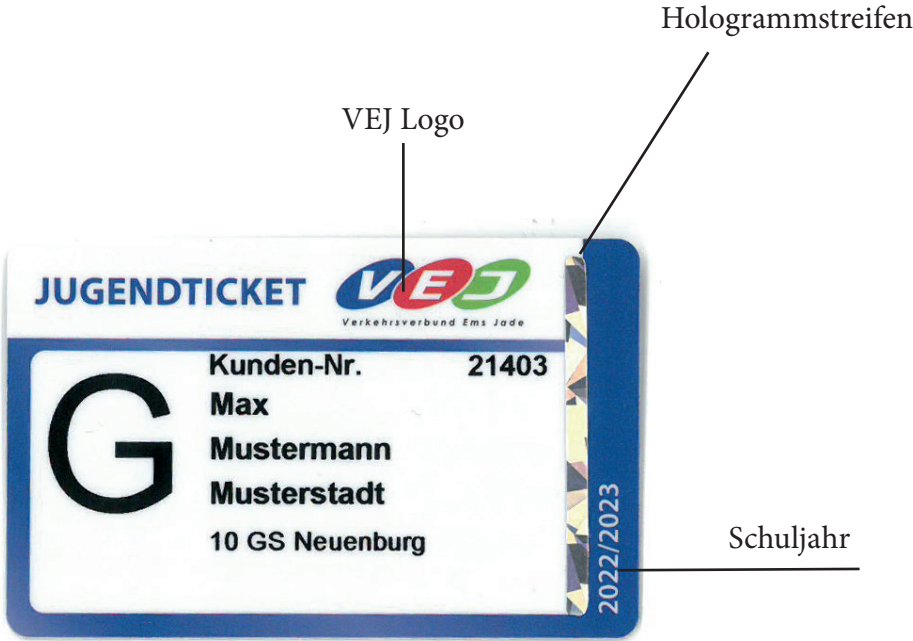 Hologrammstreifen
VEJ Logo
JUGENDTICKET
VEJ
Verkehrsverbund Ems Jade
Kunden-Nr. 21403
G
Max
Mustermann
Musterstadt
10 GS Neuenburg
2022/2023
Schuljahr